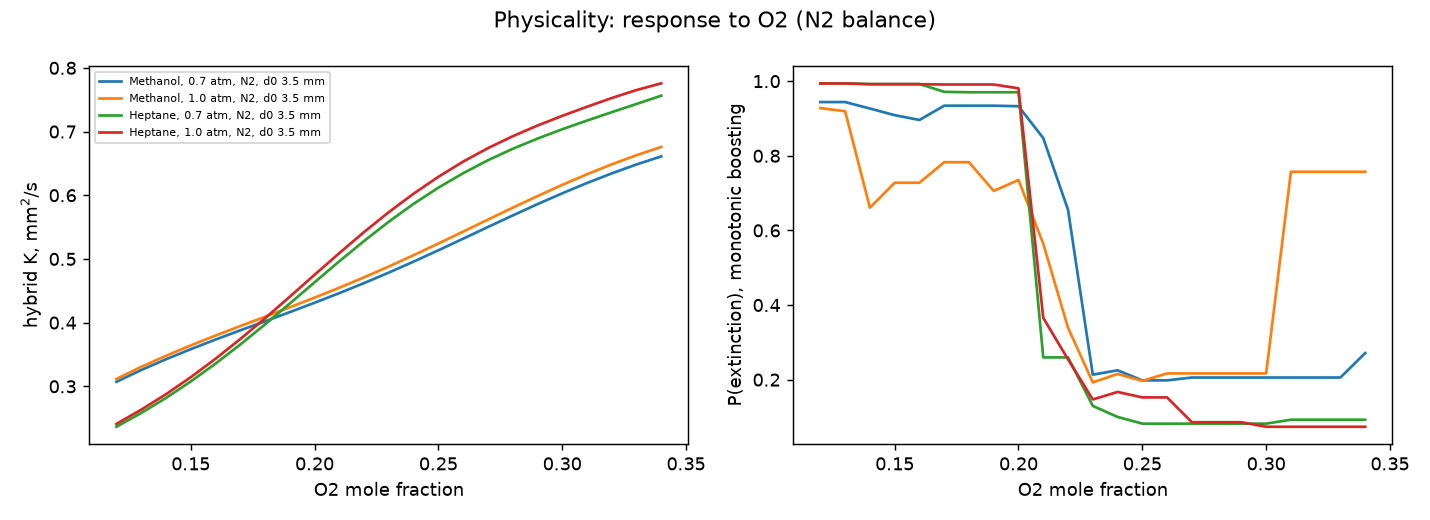 Physicality: response to O2 (N2 balance)
hybrid K, mm²/s
0.8
0.7
0.6
0.5
0.4
0.3
Methanol, 0.7 atm, N2, d0 3.5 mm
Methanol, 1.0 atm, N2, d0 3.5 mm
Heptane, 0.7 atm, N2, d0 3.5 mm
Heptane, 1.0 atm, N2, d0 3.5 mm
0.15 0.20 0.25 0.30 0.35
O2 mole fraction
P(extinction), monotonic boosting
1.0
0.8
0.6
0.4
0.2
0.15 0.20 0.25 0.30 0.35
O2 mole fraction